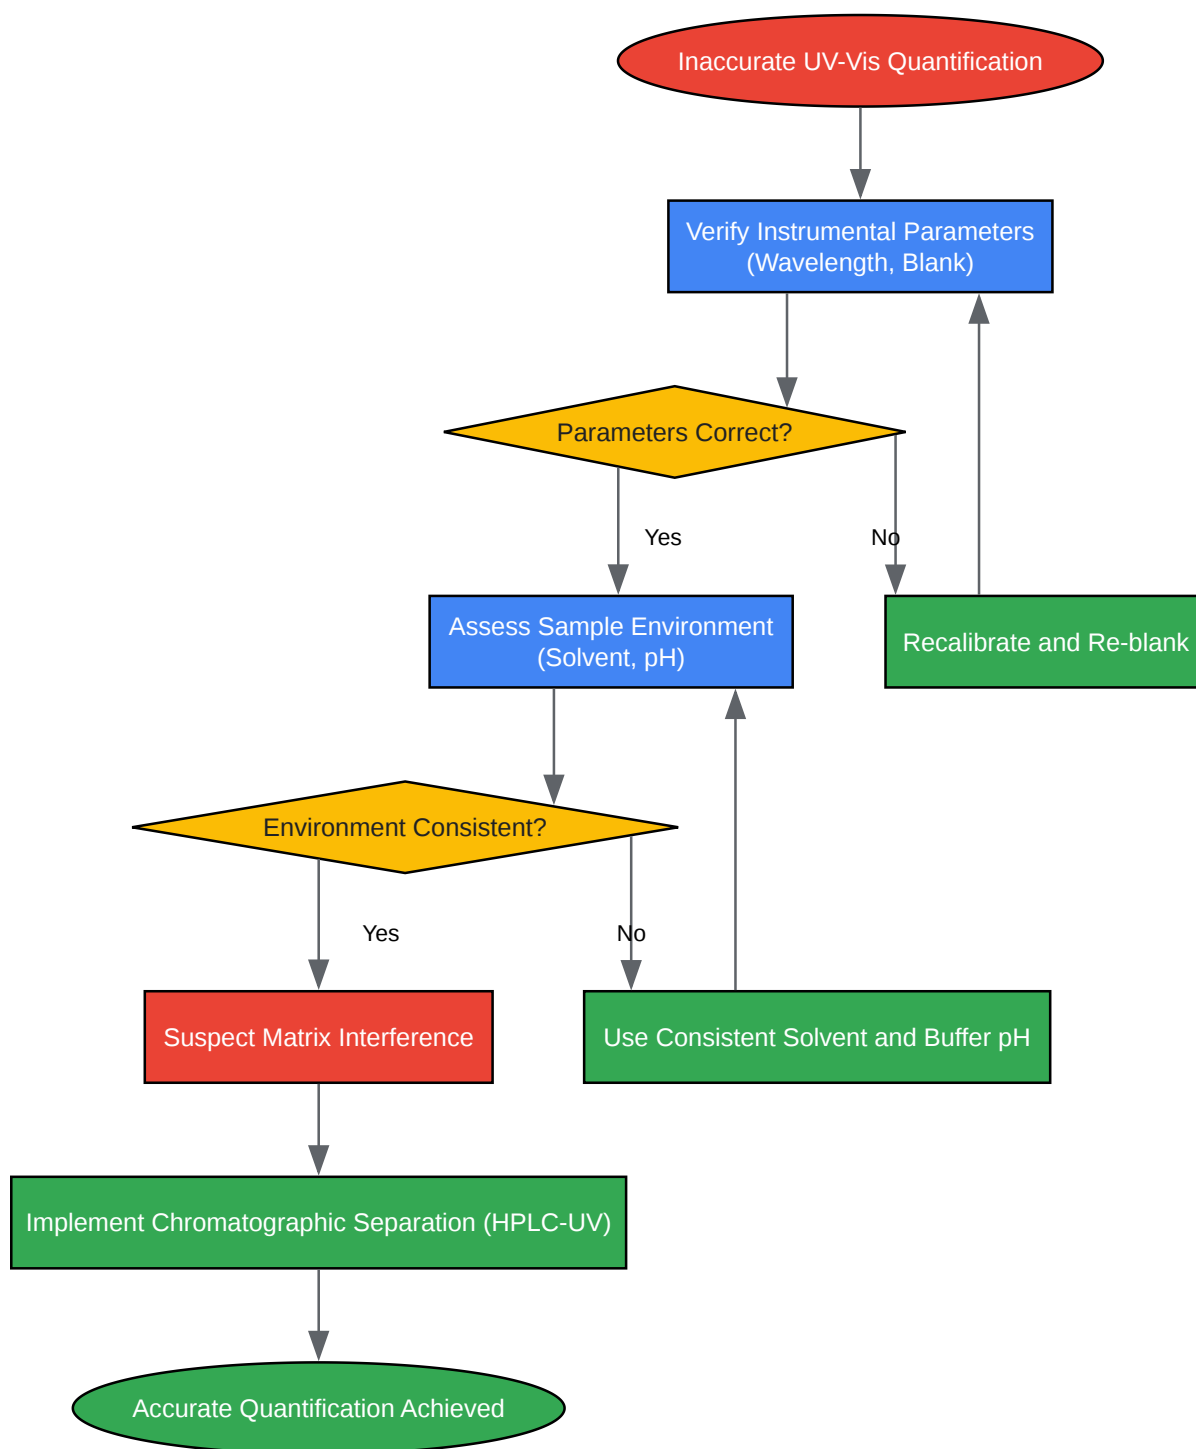 Inaccurate UV-Vis Quantification
Verify Instrumental Parameters
(Wavelength, Blank)
Parameters Correct?
Yes
No
Assess Sample Environment
(Solvent, pH)
Recalibrate and Re-blank
Environment Consistent?
Yes
No
Suspect Matrix Interference
Use Consistent Solvent and Buffer pH
Implement Chromatographic Separation (HPLC-UV)
Accurate Quantification Achieved